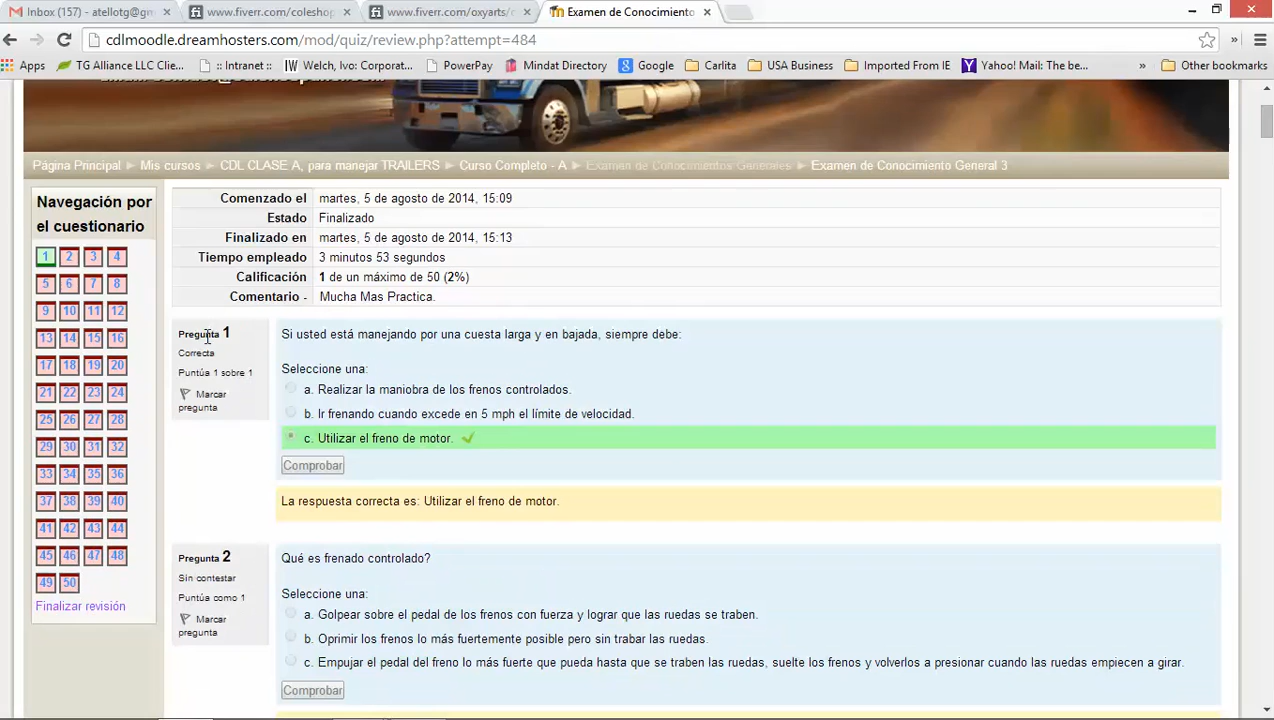 Inbox (157) - atellotg@gm
www.fiverr.com/coleshop
www.fiverr.com/oxyarts/
Examen de Conocimiento
cdlmoodle.dreamhosters.com/mod/quiz/review.php?attempt=484
Apps
TG Alliance LLC Clie...
:: Intranet ::
Welch, Ivo: Corporat...
PowerPay
Mindat Directory
Google
Carlita
USA Business
Imported From IE
Yahoo! Mail: The be...
»
Other bookmarks
Página Principal ► Mis cursos ► CDL CLASE A, para manejar TRAILERS ► Curso Completo - A ► Examen de Conocimientos Generales ► Examen de Conocimiento General 3
Navegación por
el cuestionario
1 2 3 4
5 6 7 8
9 10 11 12
13 14 15 16
17 18 19 20
21 22 23 24
25 26 27 28
29 30 31 32
33 34 35 36
37 38 39 40
41 42 43 44
45 46 47 48
49 50
Finalizar revisión
Comenzado el martes, 5 de agosto de 2014, 15:09
Estado Finalizado
Finalizado en martes, 5 de agosto de 2014, 15:13
Tiempo empleado 3 minutos 53 segundos
Calificación 1 de un máximo de 50 (2%)
Comentario - Mucha Mas Practica.
Pregunta 1
Correcta
Puntúa 1 sobre 1
Marcar
pregunta
Si usted está manejando por una cuesta larga y en bajada, siempre debe:
Seleccione una:
a. Realizar la maniobra de los frenos controlados.
b. Ir frenando cuando excede en 5 mph el límite de velocidad.
c. Utilizar el freno de motor.
Comprobar
La respuesta correcta es: Utilizar el freno de motor.
Pregunta 2
Sin contestar
Puntúa como 1
Marcar
pregunta
Qué es frenado controlado?
Seleccione una:
a. Golpear sobre el pedal de los frenos con fuerza y lograr que las ruedas se traben.
b. Oprimir los frenos lo más fuertemente posible pero sin trabar las ruedas.
c. Empujar el pedal del freno lo más fuerte que pueda hasta que se traben las ruedas, suelte los frenos y volverlos a presionar cuando las ruedas empiecen a girar.
Comprobar